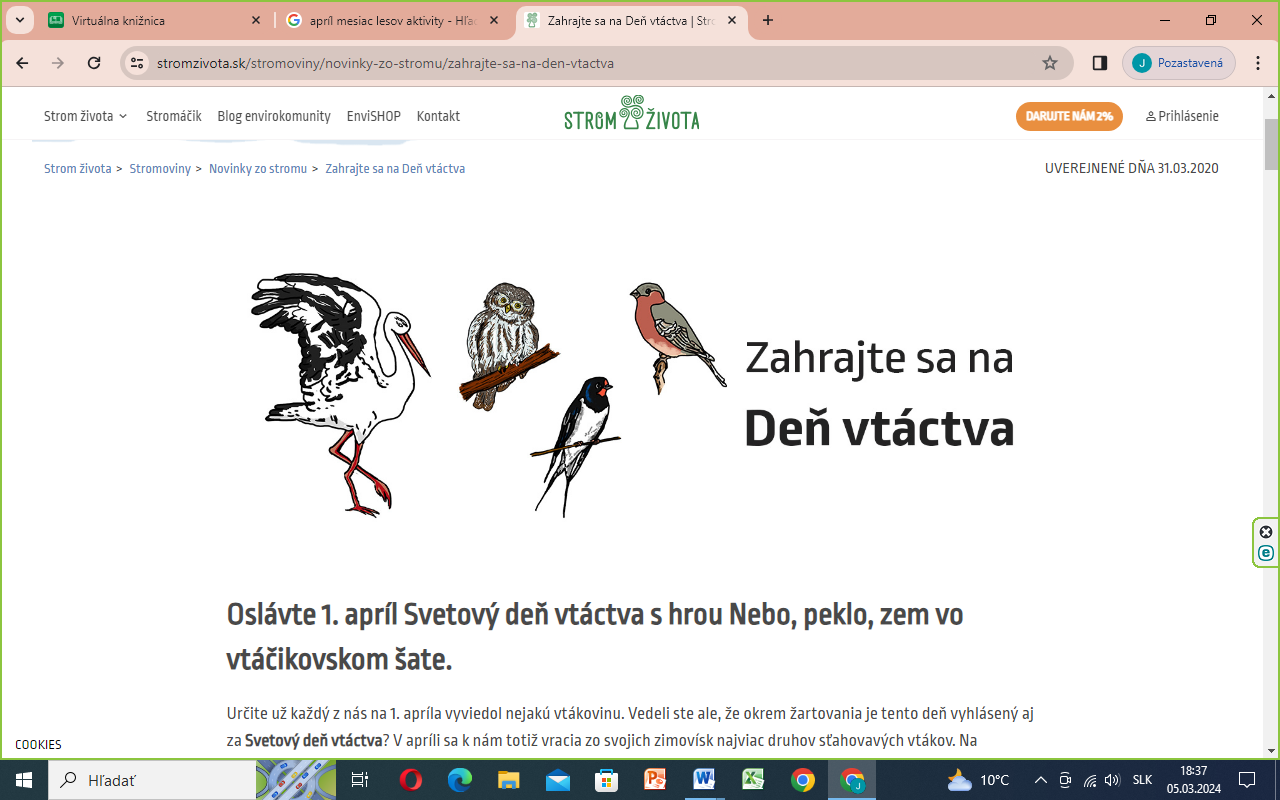 Virtuálna knižnica
apríl mesiac lesov aktivity - Hľa
Zahrajte sa na Deň vtáctva | Str
stromzivota.sk/stromoviny/novinky-zo-stromu/zahrajte-sa-na-den-vtactva
J Pozastavená
Strom života Stromáčik Blog envirokomunity EnviSHOP Kontakt
STROM ŽIVOTA
DARUJTE NÁM 2%
Prihlásenie
Strom života > Stromoviny > Novinky zo stromu > Zahrajte sa na Deň vtáctva
UVEREJNENÉ DŇA 31.03.2020
Zahrajte sa na
Deň vtáctva
Oslávte 1. apríl Svetový deň vtáctva s hrou Nebo, peklo, zem vo
vtáčikovskom šate.
Určite už každý z nás na 1. apríla vyviedol nejakú vtákovinu. Vedeli ste ale, že okrem žartovania je tento deň vyhlásený aj
za Svetový deň vtáctva? V apríli sa k nám totiž vracia zo svojich zimovísk najviac druhov sťahovavých vtákov. Na
COOKIES
Hľadať
10°C
SLK
18:37
05.03.2024